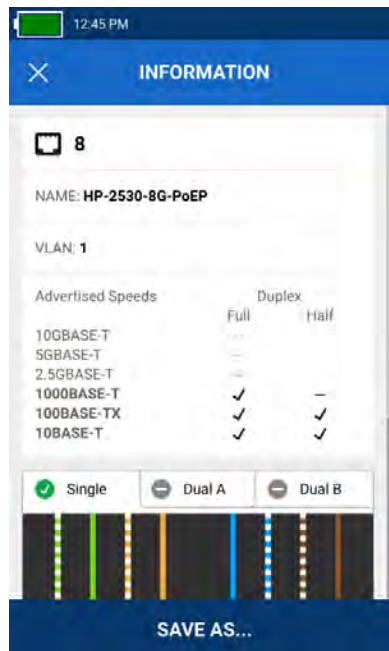 12:45 PM
INFORMATION
8
NAME: HP-2530-8G-PoEP
VLAN: 1
Advertised Speeds Duplex
Full Half
10GBASE-T ---
5GBASE-T –
2.5GBASE-T –
1000BASE-T ✓ –
100BASE-TX ✓ ✓
10BASE-T ✓ ✓
Single Dual A Dual B
SAVE AS...